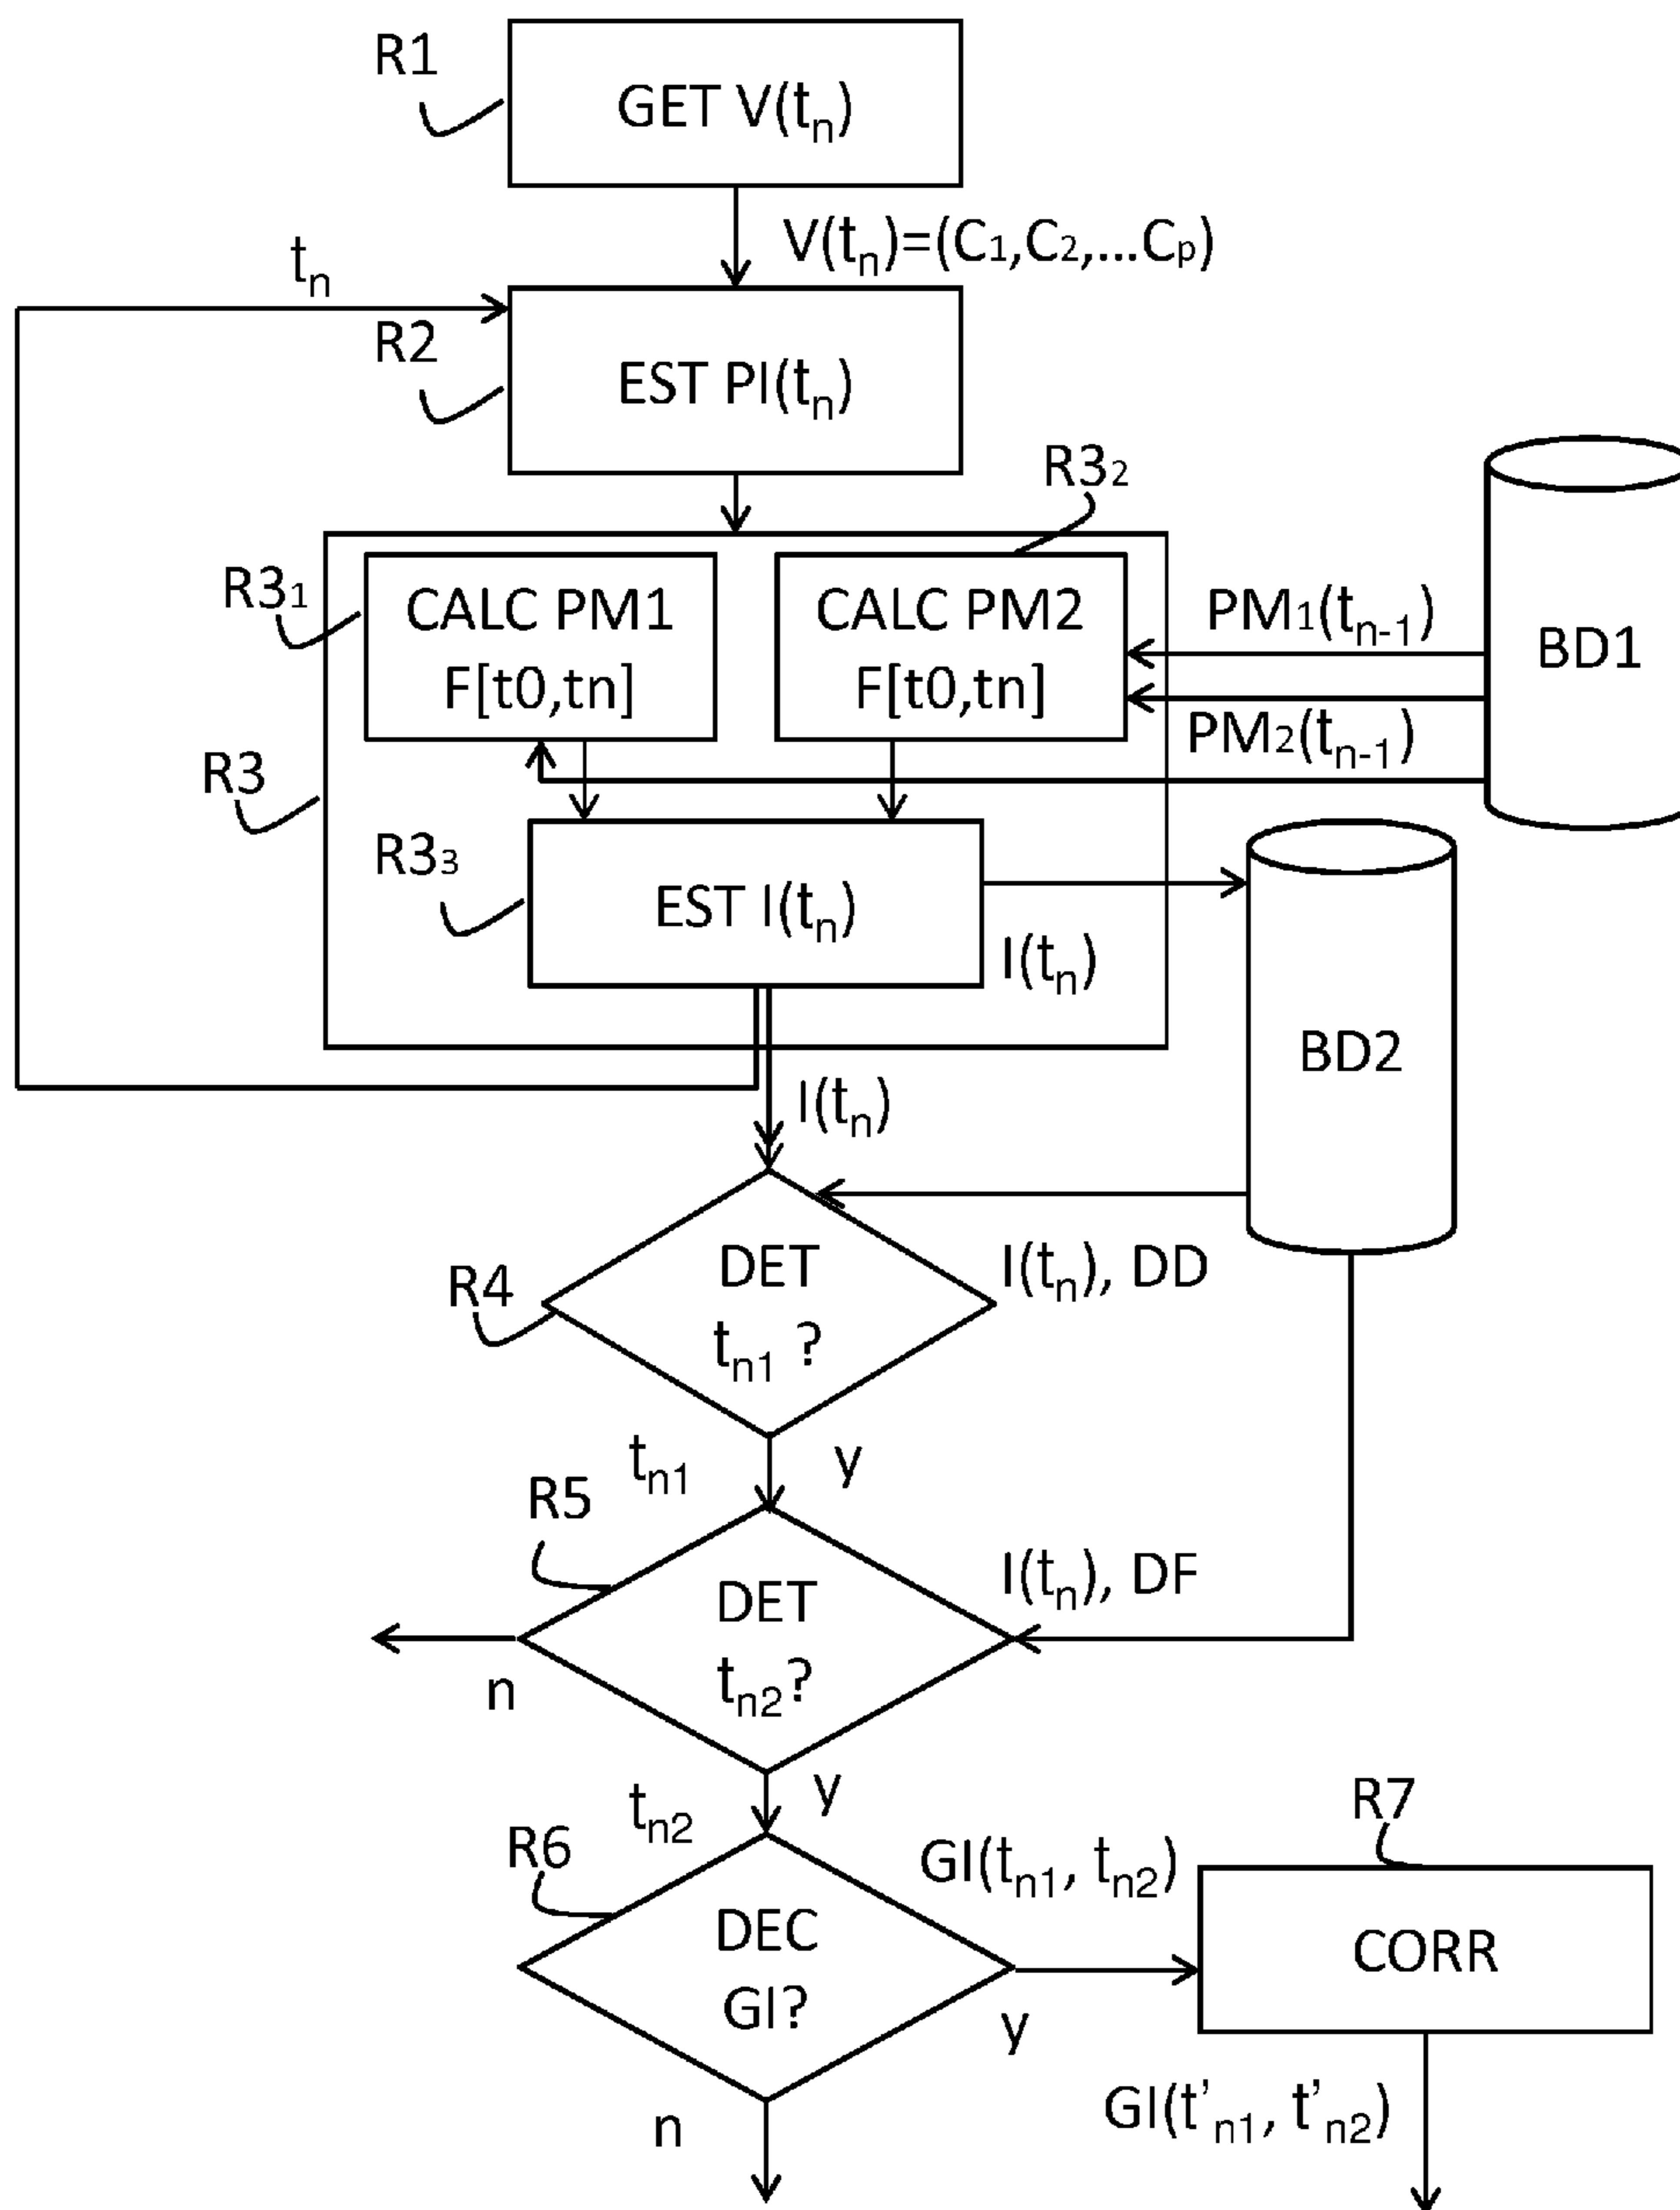 R1
GET V(tn)
V(tn)=(C1,C2,...Cp)
tn
R2
EST PI(tn)
R32
R31
CALC PM1
F[t0,tn]
CALC PM2
F[t0,tn]
PM1(tn-1)
BD1
PM2(tn-1)
R3
R33
EST I(tn)
I(tn)
BD2
I(tn)
R4
DET
tn1 ?
I(tn), DD
tn1
y
R5
DET
tn2?
I(tn), DF
n
tn2
y
R6
DEC
GI?
GI(tn1, tn2)
R7
CORR
y
n
GI(t'n1, t'n2)